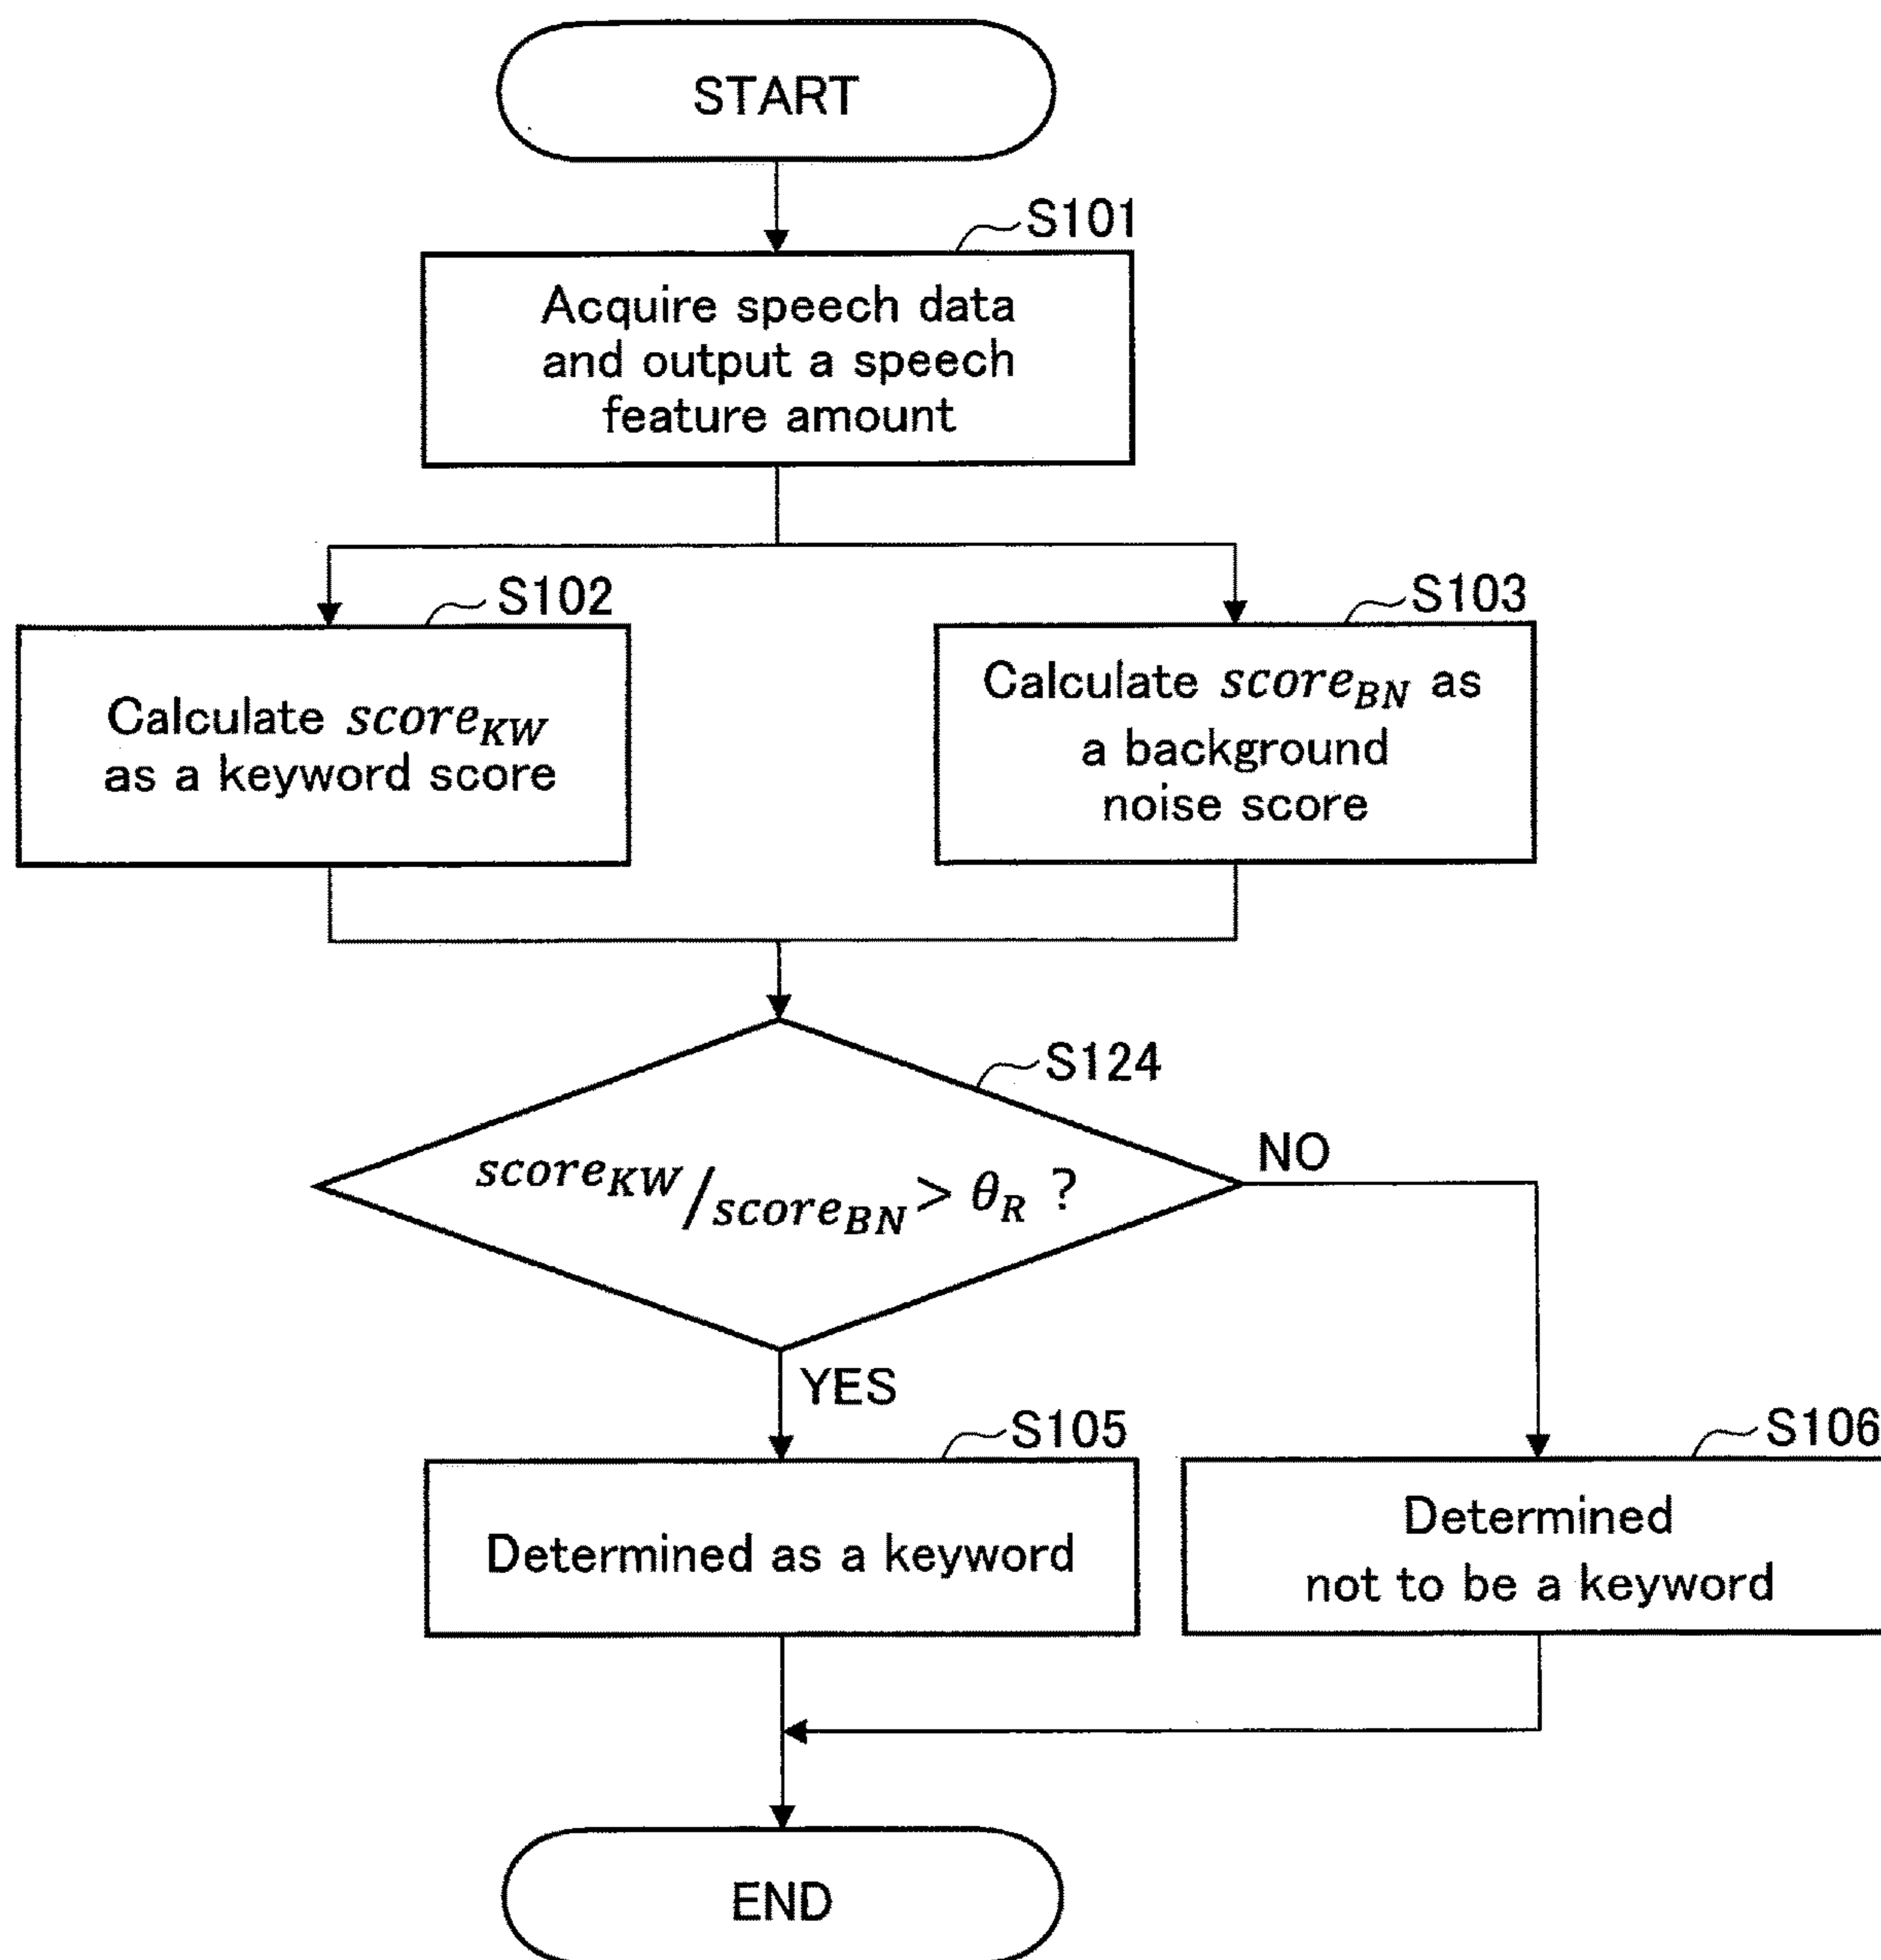 START
S101
Acquire speech data
and output a speech
feature amount
S102
Calculate score_KW
as a keyword score
S103
Calculate score_BN as
a background
noise score
S124
score_KW/score_BN > θ_R ?
NO
YES
S105
Determined as a keyword
S106
Determined
not to be a keyword
END